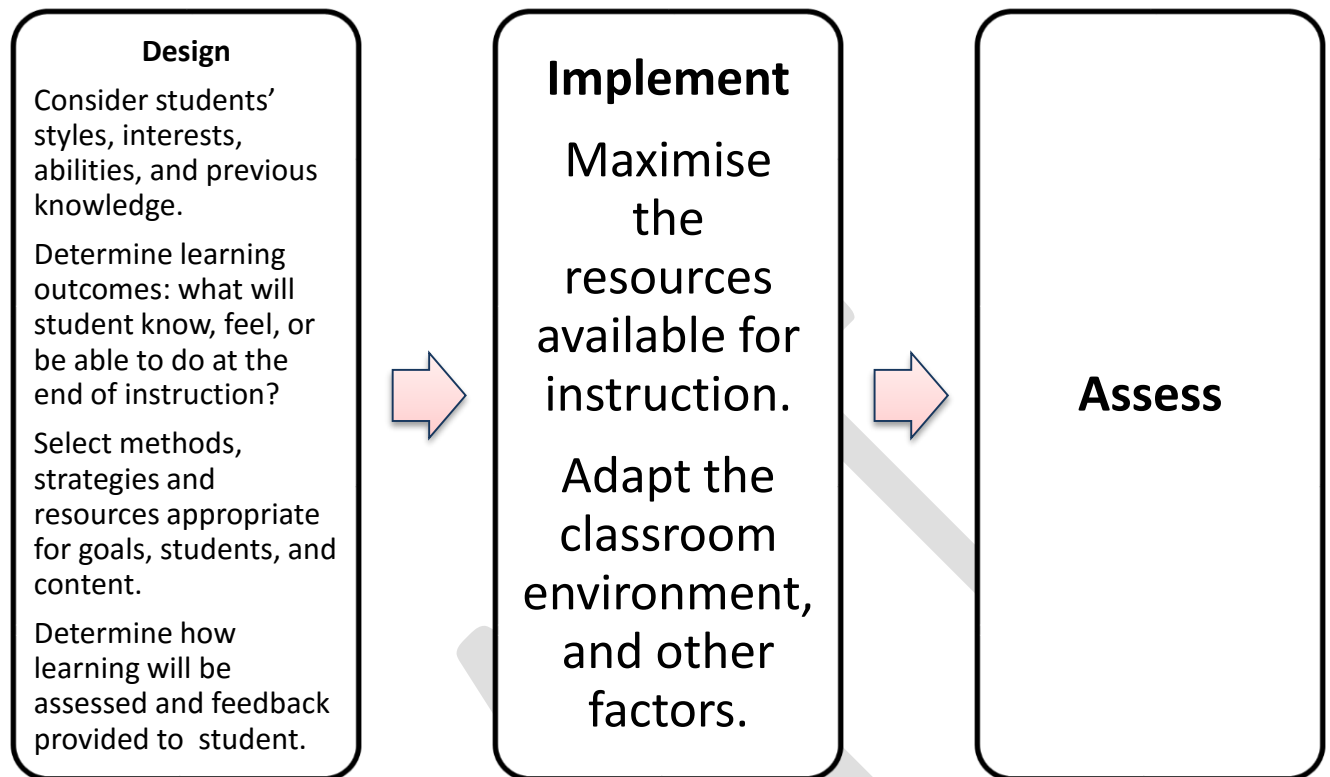 Design
Consider students’
styles, interests,
abilities, and previous
knowledge.
Determine learning
outcomes: what will
student know, feel, or
be able to do at the
end of instruction?
Select methods,
strategies and
resources appropriate
for goals, students, and
content.
Determine how
learning will be
assessed and feedback
provided to  student.
Implement
Maximise
the
resources
available for
instruction.
Adapt the
classroom
environment,
and other
factors.
Assess